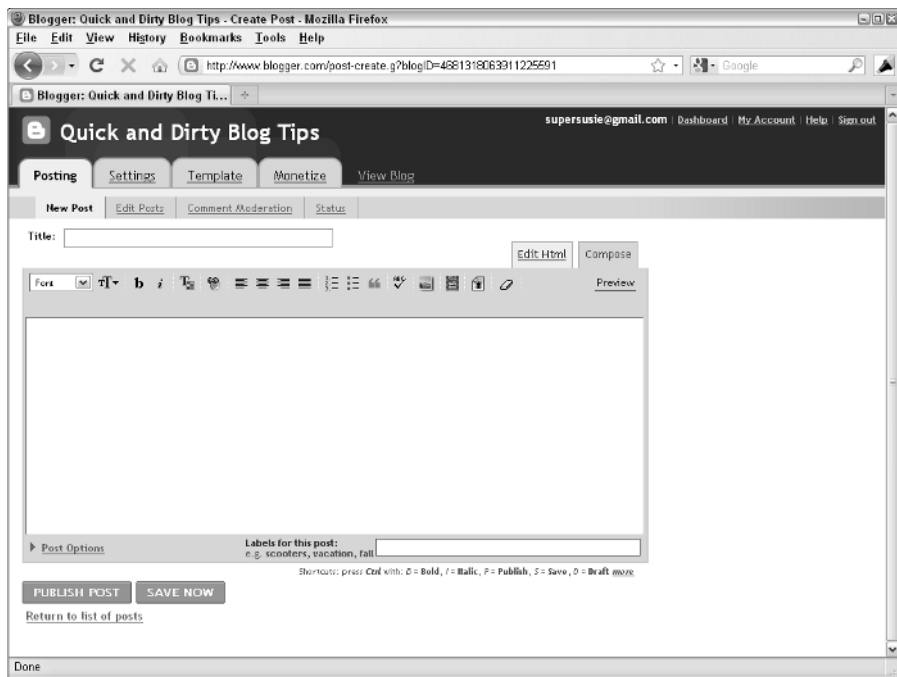 Blogger: Quick and Dirty Blog Tips - Create Post - Mozilla Firefox
File Edit View History Bookmarks Tools Help
http://www.blogger.com/post-create.g?blogID=4681318063911225591
Google
Blogger: Quick and Dirty Blog Ti...
supersusie@gmail.com | Dashboard | My Account | Help | Sign out
Quick and Dirty Blog Tips
Posting Settings Template Monetize View Blog
New Post Edit Posts Comment Moderation Status
Title:
Edit Html Compose
Font b i ABC Preview
Post Options
Labels for this post:
e.g. scooters, vacation, fall
Shortcuts: press Ctrl with: B = Bold, I = Italic, P = Publish, S = Save, D = Draft more
PUBLISH POST SAVE NOW
Return to list of posts
Done